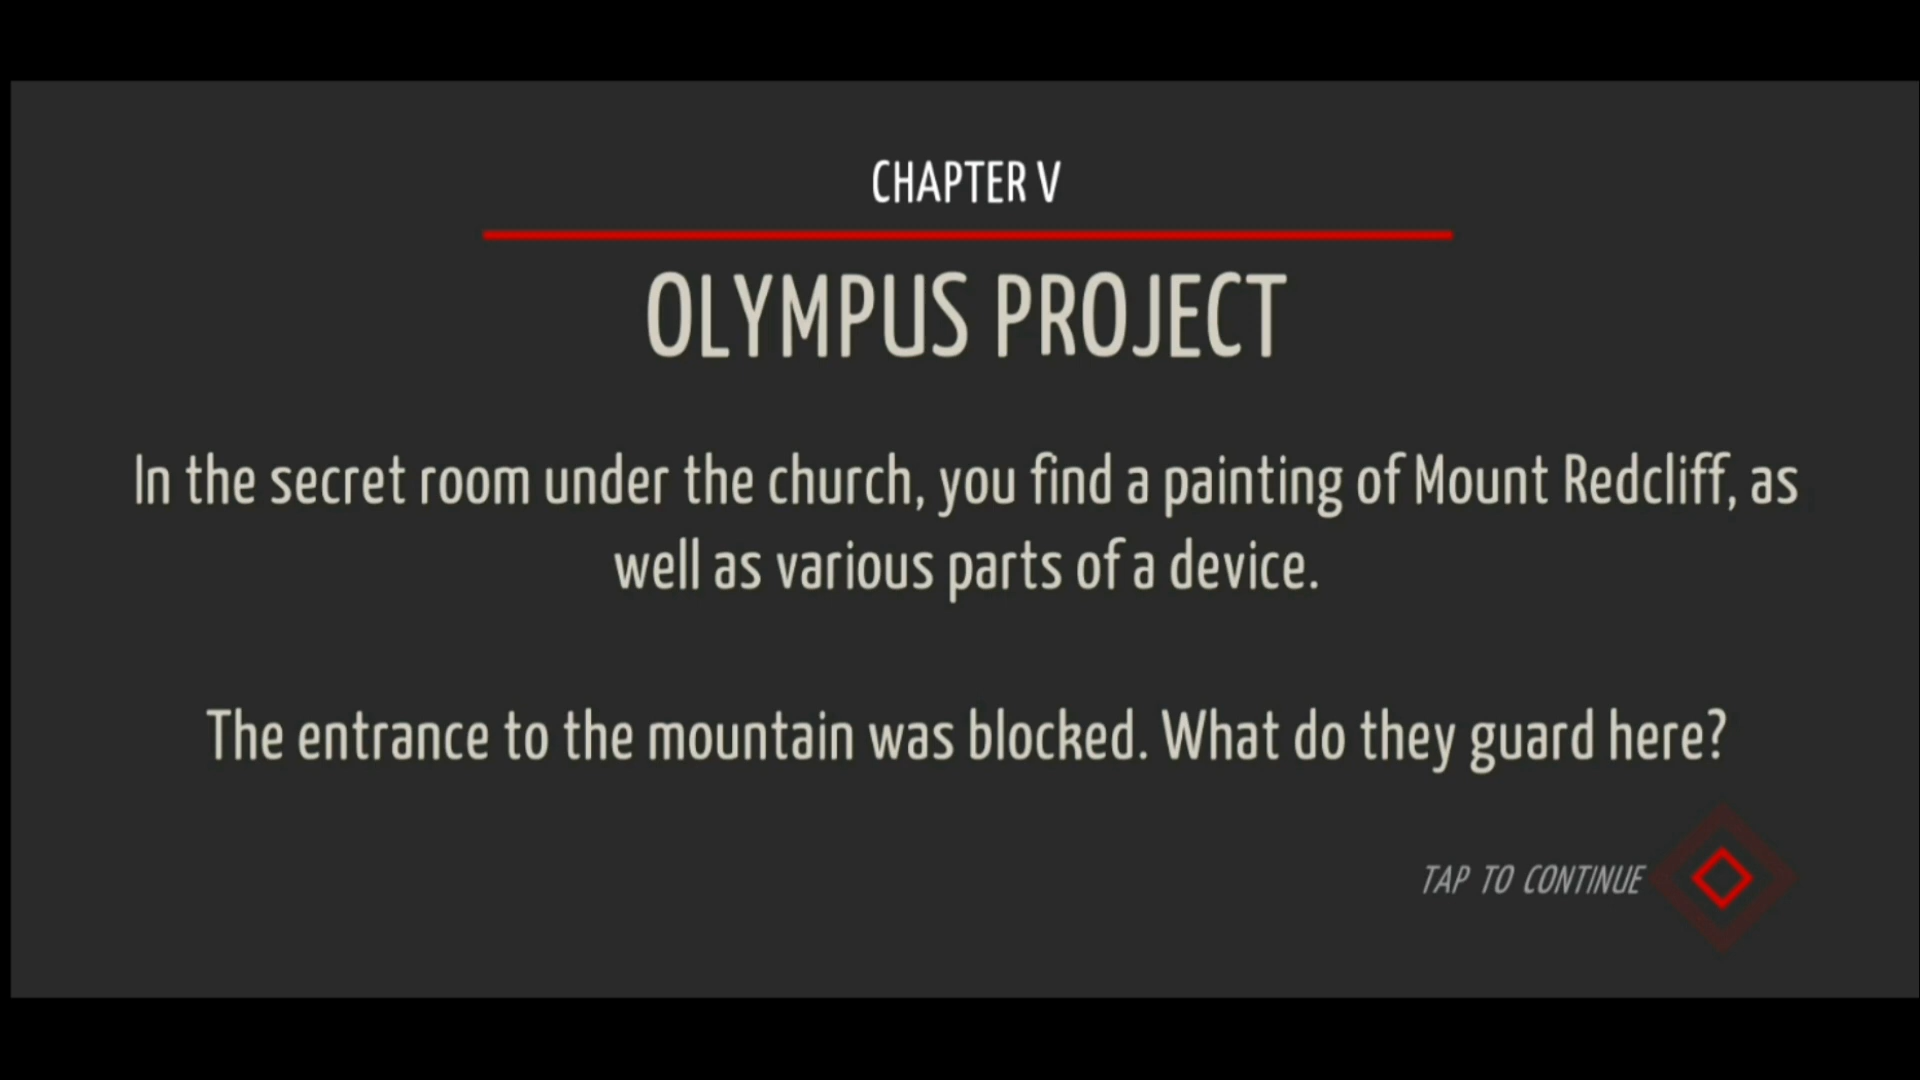 CHAPTER V
OLYMPUS PROJECT
In the secret room under the church, you find a painting of Mount Redcliff, as
well as various parts of a device.
The entrance to the mountain was blocked. What do they guard here?
TAP TO CONTINUE